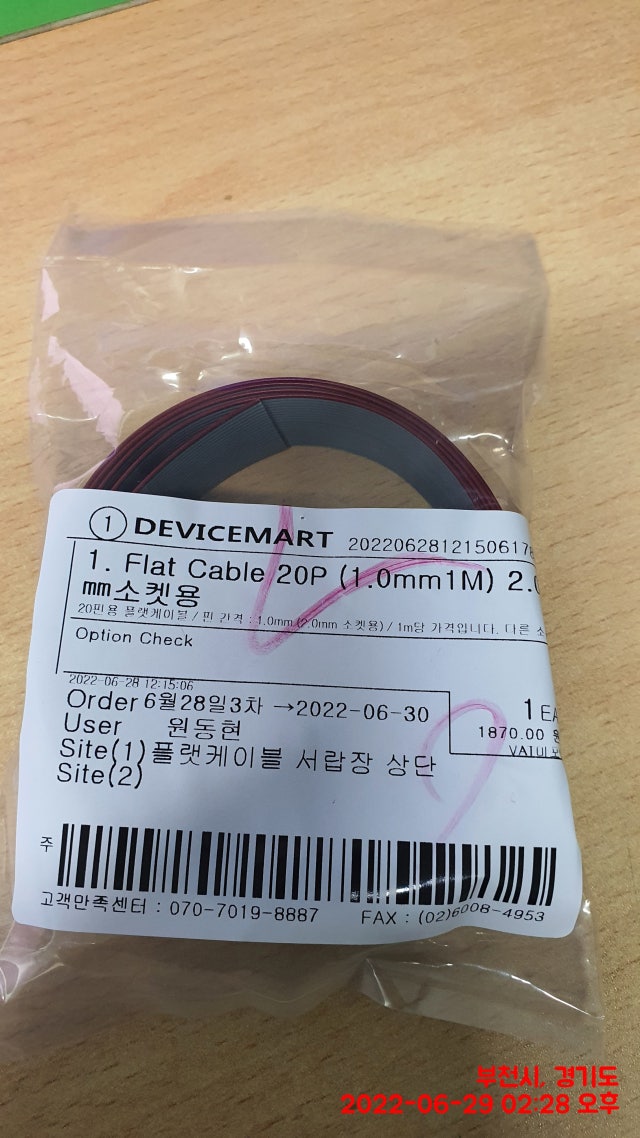 ① DEVICEMART 2022062812150617
1. Flat Cable 20P (1.0mm1M)
㎜소켓용
20핀용 플랫케이블 / 핀 간격 : 1.0mm (2.0mm 소켓용) / 1m당 가격입니다. 다른
Option Check
2022-06-28 12:15:06
Order 6월28일3차 →2022-06-30
1 EA
User 원동현
1870.00
Site(1) 플랫케이블 서랍장 상단
Site(2)
주
고객만족센터 : 070-7019-8887 FAX : (02)6008-4953
부천시, 경기도
2022-06-29 02:28 오후